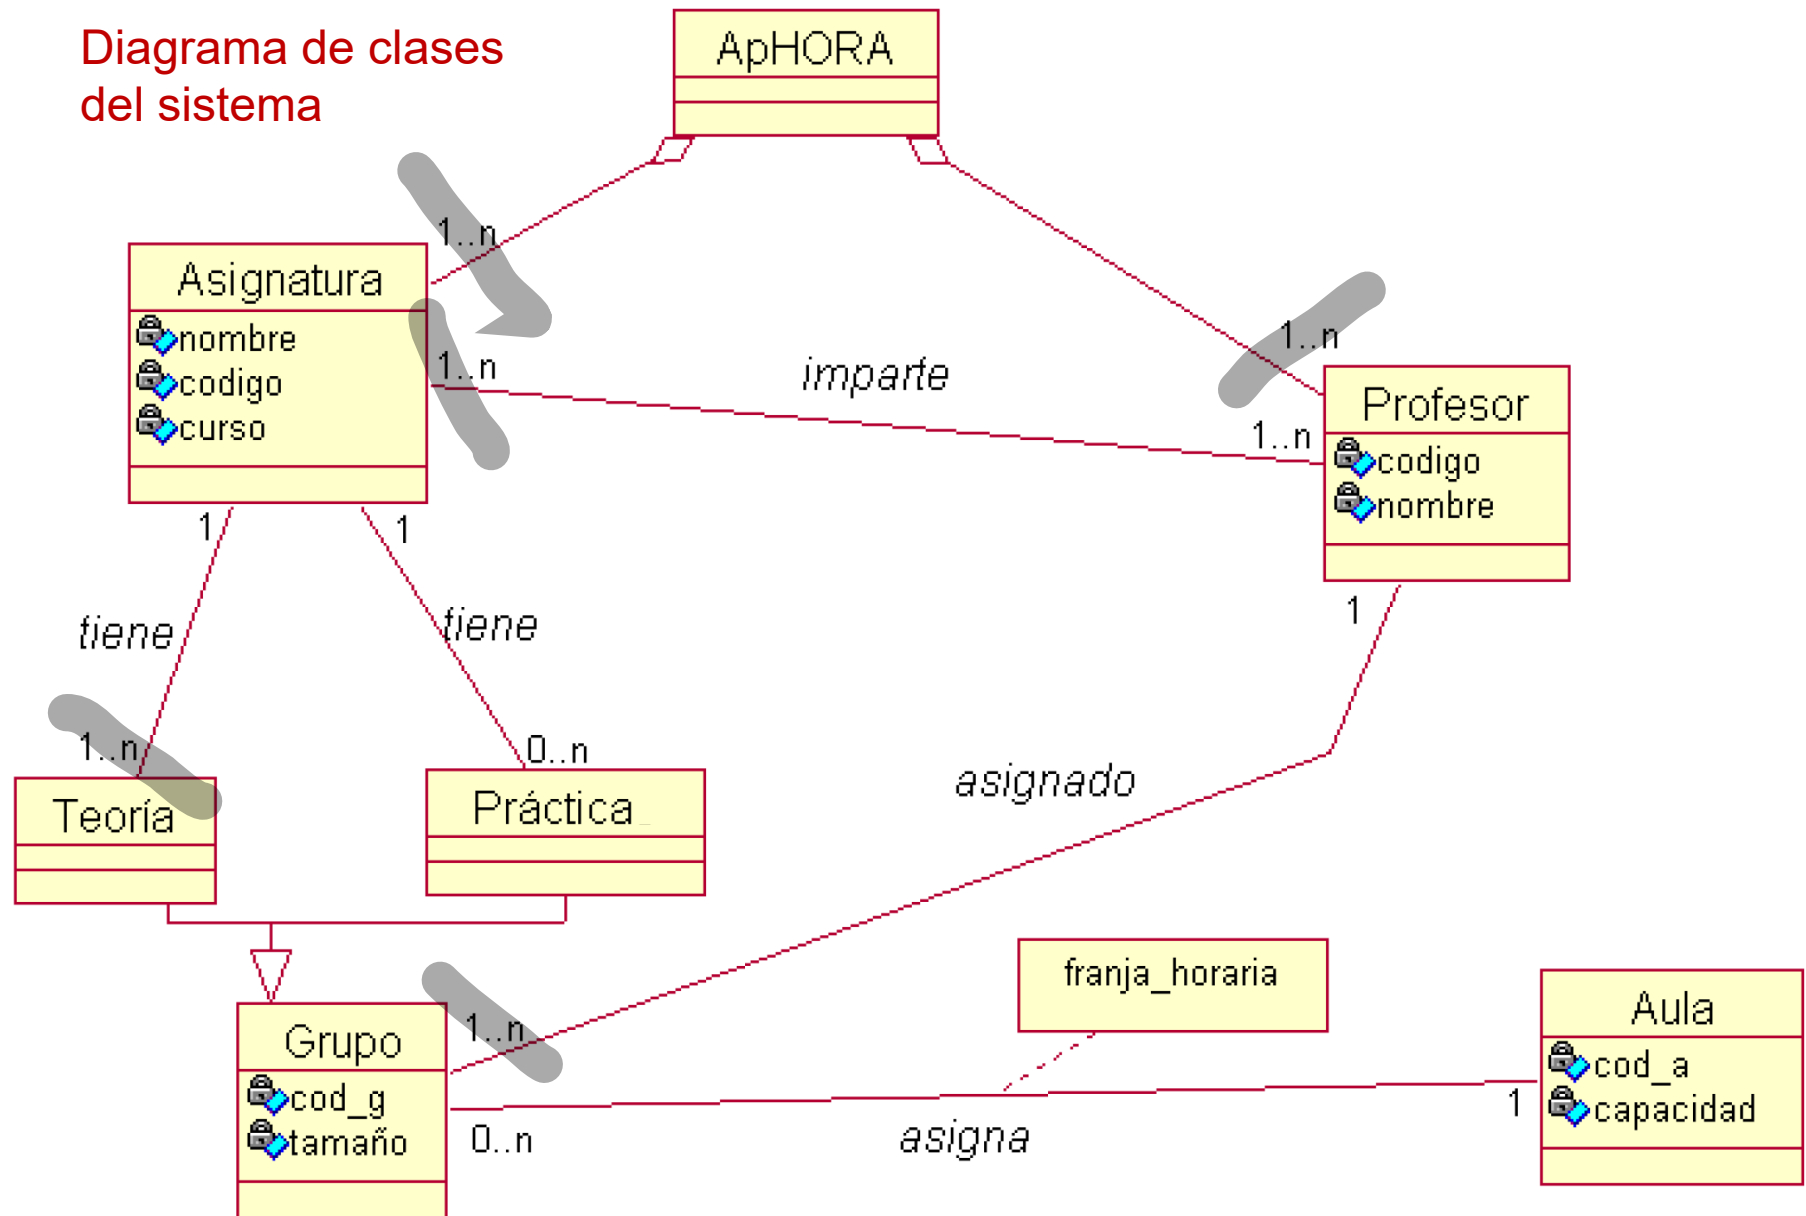 Diagrama de clases
del sistema
ApHORA
1..n
Asignatura
nombre
codigo
curso
1..n
imparte
1..n
1..n
Profesor
codigo
nombre
1
1
tiene
tiene
1
1..n
0..n
Teoría
Práctica
asignado
franja_horaria
1..n
Grupo
cod_g
tamaño
0..n
asigna
1
Aula
cod_a
capacidad